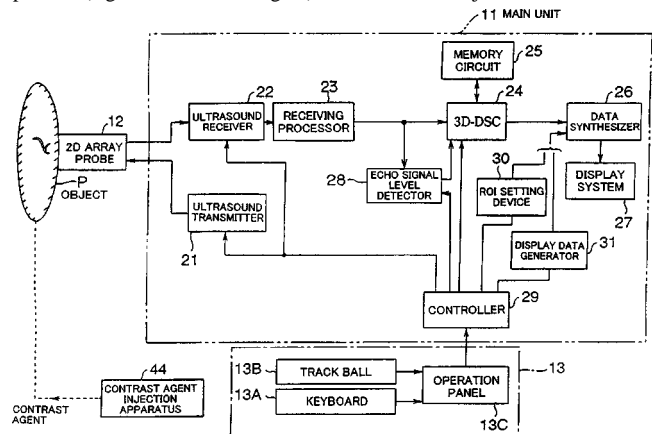 11 MAIN UNIT
MEMORY
CIRCUIT
25
12
2D ARRAY
PROBE
P
OBJECT
22
ULTRASOUND
RECEIVER
23
RECEIVING
PROCESSOR
24
3D-DSC
26
DATA
SYNTHESIZER
28
ECHO SIGNAL
LEVEL
DETECTOR
30
ROI SETTING
DEVICE
DISPLAY
SYSTEM
27
ULTRASOUND
TRANSMITTER
21
DISPLAY DATA
GENERATOR
31
CONTROLLER
29
44
CONTRAST AGENT
INJECTION
APPARATUS
CONTRAST
AGENT
13B
TRACK BALL
13A
KEYBOARD
OPERATION
PANEL
13C
13